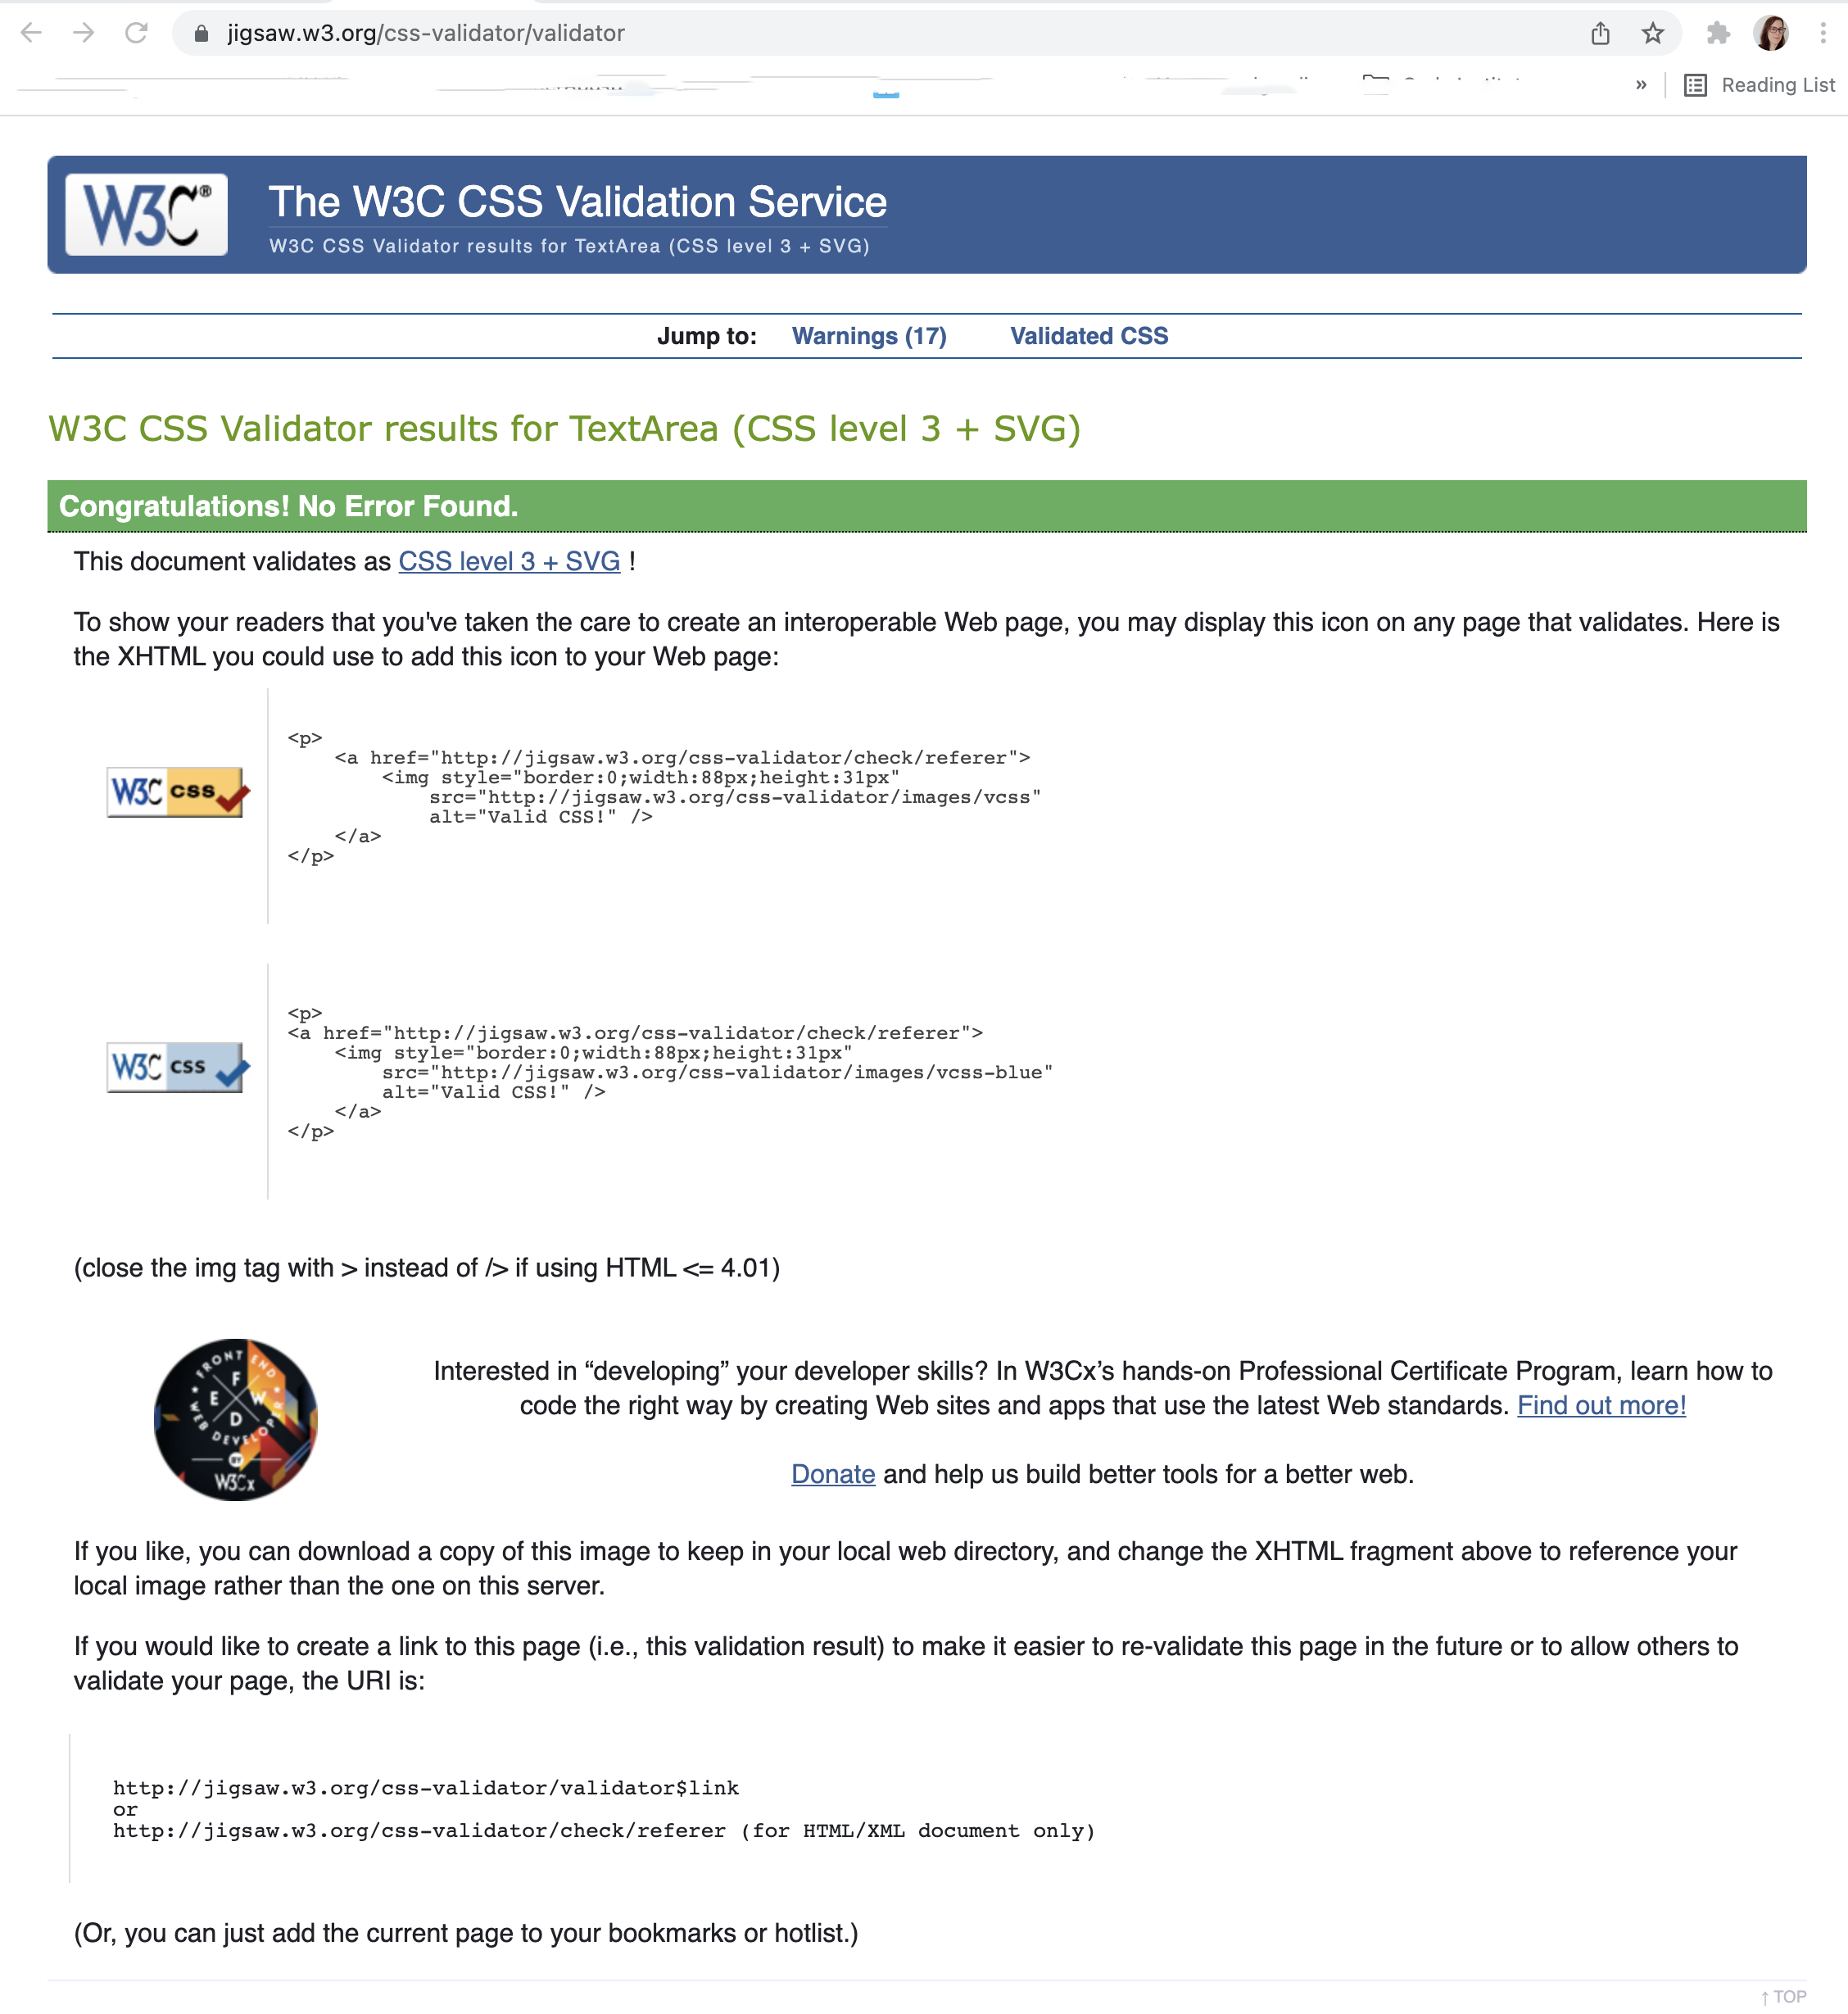 jigsaw.w3.org/css-validator/validator
» Reading List
W3C®
The W3C CSS Validation Service
W3C CSS Validator results for TextArea (CSS level 3 + SVG)
Jump to: Warnings (17) Validated CSS
W3C CSS Validator results for TextArea (CSS level 3 + SVG)
Congratulations! No Error Found.
This document validates as CSS level 3 + SVG !
To show your readers that you've taken the care to create an interoperable Web page, you may display this icon on any page that validates. Here is
the XHTML you could use to add this icon to your Web page:
W3C css
<p>
    <a href="http://jigsaw.w3.org/css-validator/check/referer">
        <img style="border:0;width:88px;height:31px"
            src="http://jigsaw.w3.org/css-validator/images/vcss"
            alt="Valid CSS!" />
    </a>
</p>
W3C css
<p>
<a href="http://jigsaw.w3.org/css-validator/check/referer">
    <img style="border:0;width:88px;height:31px"
        src="http://jigsaw.w3.org/css-validator/images/vcss-blue"
        alt="Valid CSS!" />
    </a>
</p>
(close the img tag with > instead of /> if using HTML <= 4.01)
FRONT END
WEB DEVELOPER
F E W D
BY
W3Cx
Interested in “developing” your developer skills? In W3Cx’s hands-on Professional Certificate Program, learn how to
code the right way by creating Web sites and apps that use the latest Web standards. Find out more!
Donate and help us build better tools for a better web.
If you like, you can download a copy of this image to keep in your local web directory, and change the XHTML fragment above to reference your
local image rather than the one on this server.
If you would like to create a link to this page (i.e., this validation result) to make it easier to re-validate this page in the future or to allow others to
validate your page, the URI is:
http://jigsaw.w3.org/css-validator/validator$link
or
http://jigsaw.w3.org/css-validator/check/referer (for HTML/XML document only)
(Or, you can just add the current page to your bookmarks or hotlist.)
↑ TOP